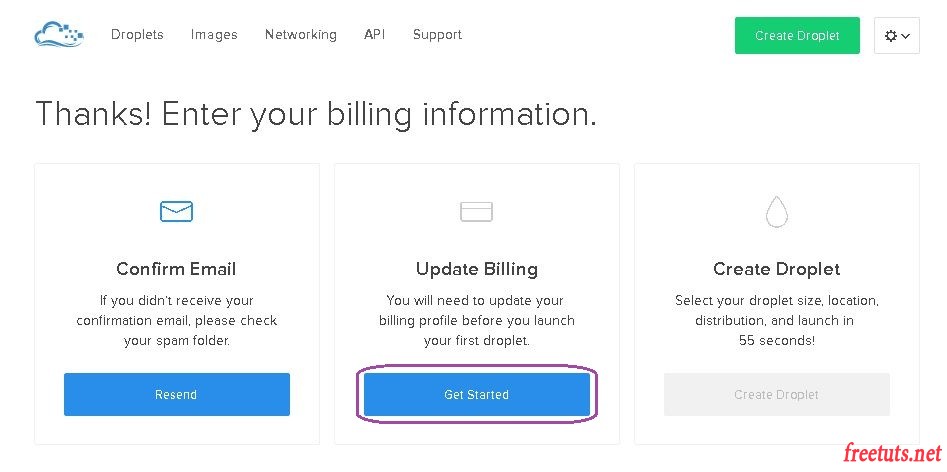 Droplets Images Networking API Support Create Droplet
Thanks! Enter your billing information.
Confirm Email
If you didn't receive your
confirmation email, please check
your spam folder.
Resend
Update Billing
You will need to update your
billing profile before you launch
your first droplet.
Get Started
Create Droplet
Select your droplet size, location,
distribution, and launch in
55 seconds!
Create Droplet
freetuts.net